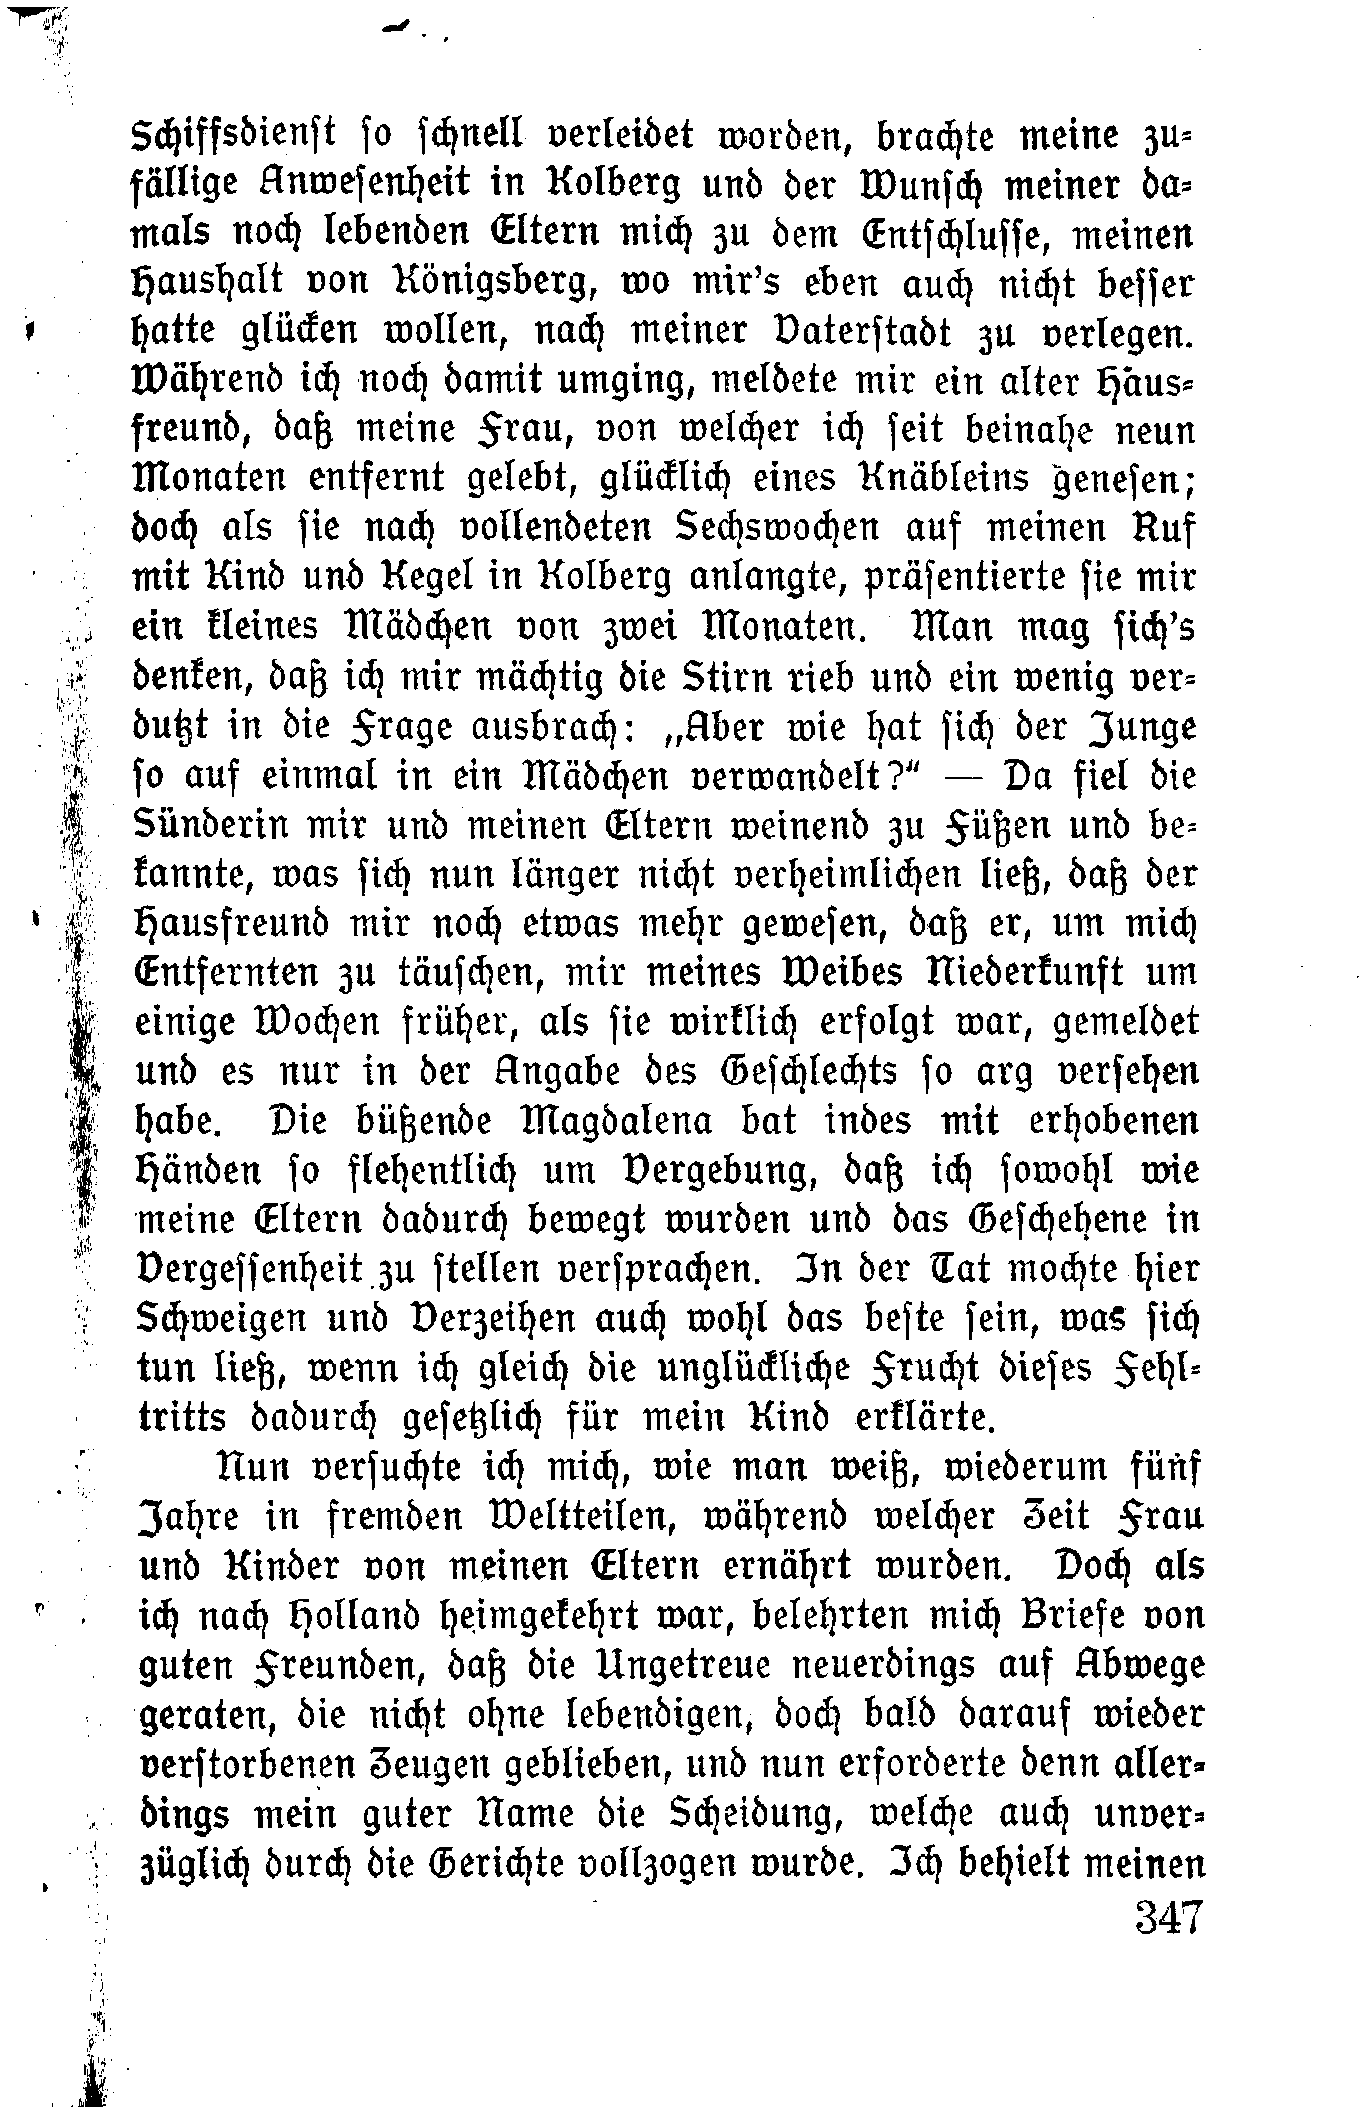 Schiffsdienst so schnell verleidet worden, brachte meine zu-
fällige Anwesenheit in Kolberg und der Wunsch meiner da-
mals noch lebenden Eltern mich zu dem Entschlusse, meinen
Haushalt von Königsberg, wo mir's eben auch nicht besser
hatte glücken wollen, nach meiner Vaterstadt zu verlegen.
Während ich noch damit umging, meldete mir ein alter Haus-
freund, daß meine Frau, von welcher ich seit beinahe neun
Monaten entfernt gelebt, glücklich eines Knäbleins genesen;
doch als sie nach vollendeten Sechswochen auf meinen Ruf
mit Kind und Kegel in Kolberg anlangte, präsentierte sie mir
ein kleines Mädchen von zwei Monaten. Man mag sich's
denken, daß ich mir mächtig die Stirn rieb und ein wenig ver-
dutzt in die Frage ausbrach: „Aber wie hat sich der Junge
so auf einmal in ein Mädchen verwandelt?“ — Da fiel die
Sünderin mir und meinen Eltern weinend zu Füßen und be-
kannte, was sich nun länger nicht verheimlichen ließ, daß der
Hausfreund mir noch etwas mehr gewesen, daß er, um mich
Entfernten zu täuschen, mir meines Weibes Niederkunft um
einige Wochen früher, als sie wirklich erfolgt war, gemeldet
und es nur in der Angabe des Geschlechts so arg versehen
habe. Die büßende Magdalena bat indes mit erhobenen
Händen so flehentlich um Vergebung, daß ich sowohl wie
meine Eltern dadurch bewegt wurden und das Geschehene in
Vergessenheit zu stellen versprachen. In der Tat mochte hier
Schweigen und Verzeihen auch wohl das beste sein, was sich
tun ließ, wenn ich gleich die unglückliche Frucht dieses Fehl-
tritts dadurch gesetzlich für mein Kind erklärte.
Nun versuchte ich mich, wie man weiß, wiederum fünf
Jahre in fremden Weltteilen, während welcher Zeit Frau
und Kinder von meinen Eltern ernährt wurden. Doch als
ich nach Holland heimgekehrt war, belehrten mich Briefe von
guten Freunden, daß die Ungetreue neuerdings auf Abwege
geraten, die nicht ohne lebendigen, doch bald darauf wieder
verstorbenen Zeugen geblieben, und nun erforderte denn aller-
dings mein guter Name die Scheidung, welche auch unver-
züglich durch die Gerichte vollzogen wurde. Ich behielt meinen
347